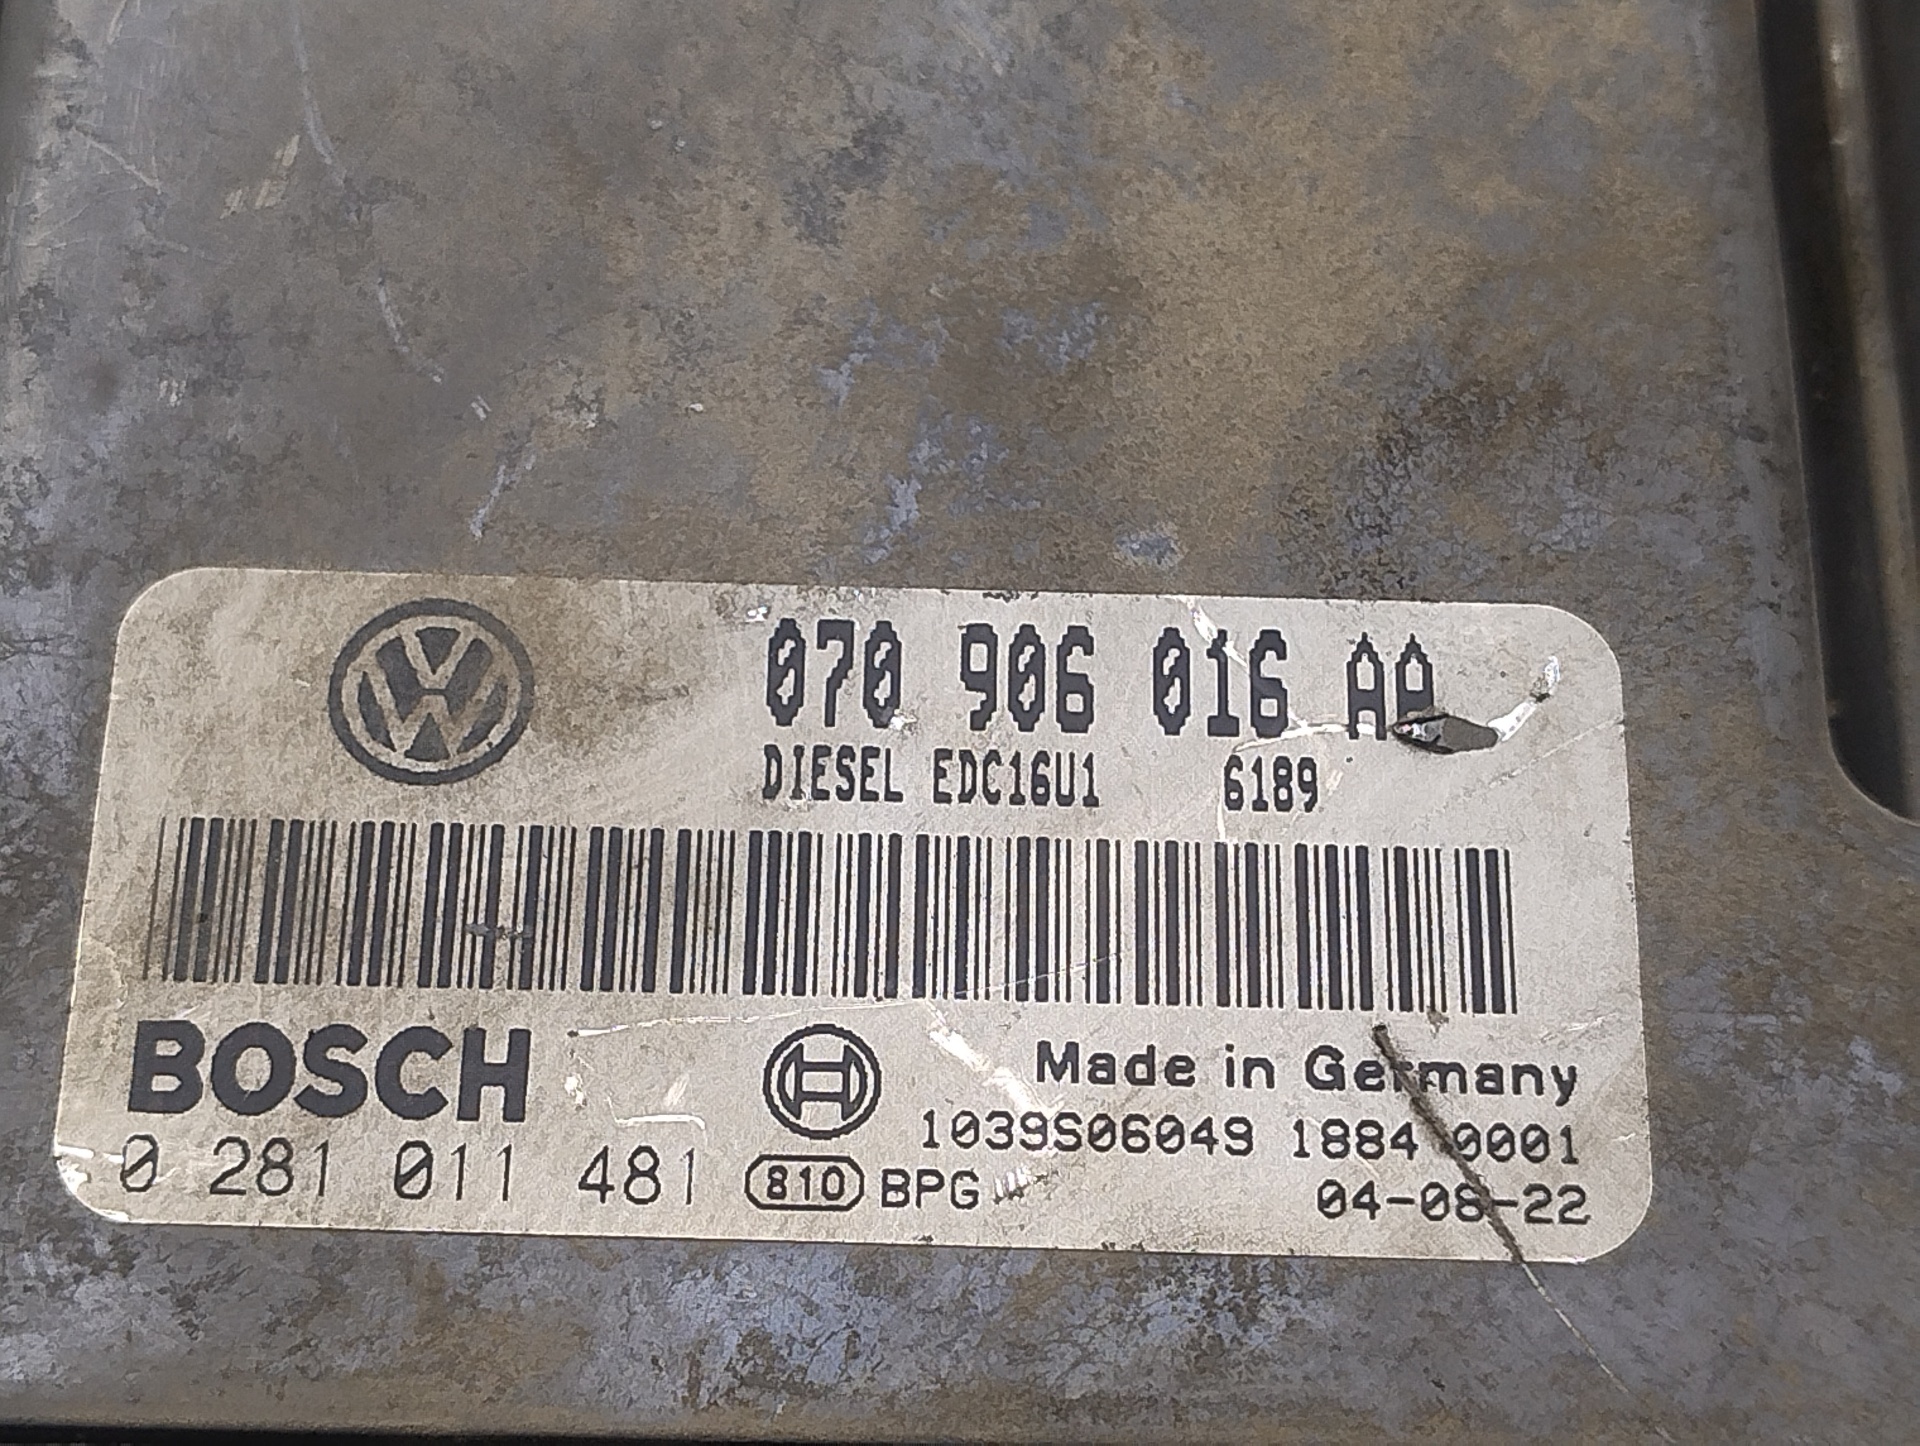 070 906 016 AA
DIESEL EDC16U1 6189
BOSCH
Made in Germany
1039S06049 1884 0001
0 281 011 481 810 BPG 04-08-22